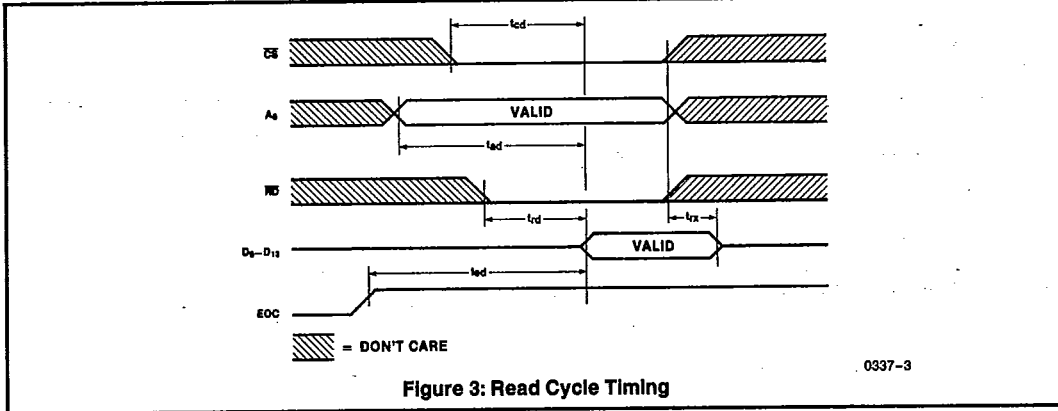 tcd
CS
A0
VALID
tad
RD
trd
trx
D0–D13
VALID
ted
EOC
= DON'T CARE
0337–3
Figure 3: Read Cycle Timing